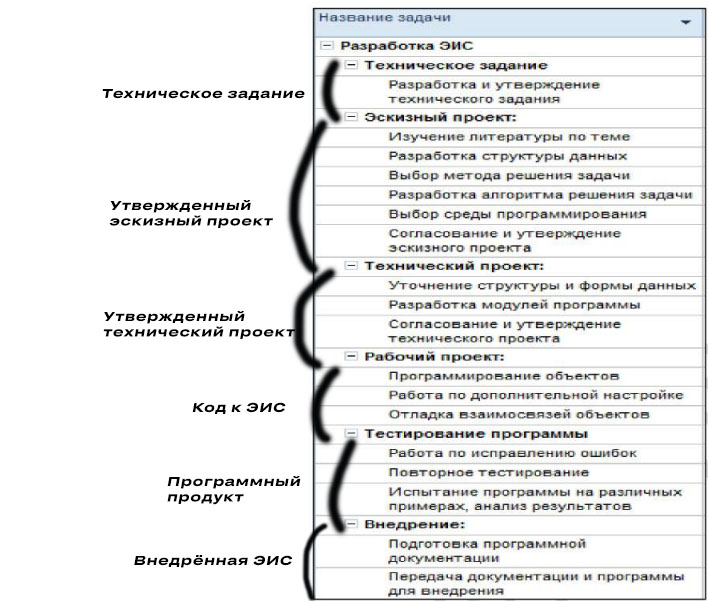 Название задачи
Разработка ЭИС
Техническое задание
Техническое задание
Разработка и утверждение
технического задания
Эскизный проект:
Изучение литературы по теме
Разработка структуры данных
Выбор метода решения задачи
Утвержденный
эскизный проект
Разработка алгоритма решения задачи
Выбор среды программирования
Согласование и утверждение
эскизного проекта
Технический проект:
Уточнение структуры и формы данных
Разработка модулей программы
Утвержденный
технический проект
Согласование и утверждение
технического проекта
Рабочий проект:
Программирование объектов
Работа по дополнительной настройке
Код к ЭИС
Отладка взаимосвязей объектов
Тестирование программы
Работа по исправлению ошибок
Повторное тестирование
Программный
продукт
Испытание программы на различных
примерах, анализ результатов
Внедрение:
Подготовка программной
документации
Внедрённая ЭИС
Передача документации и программы
для внедрения